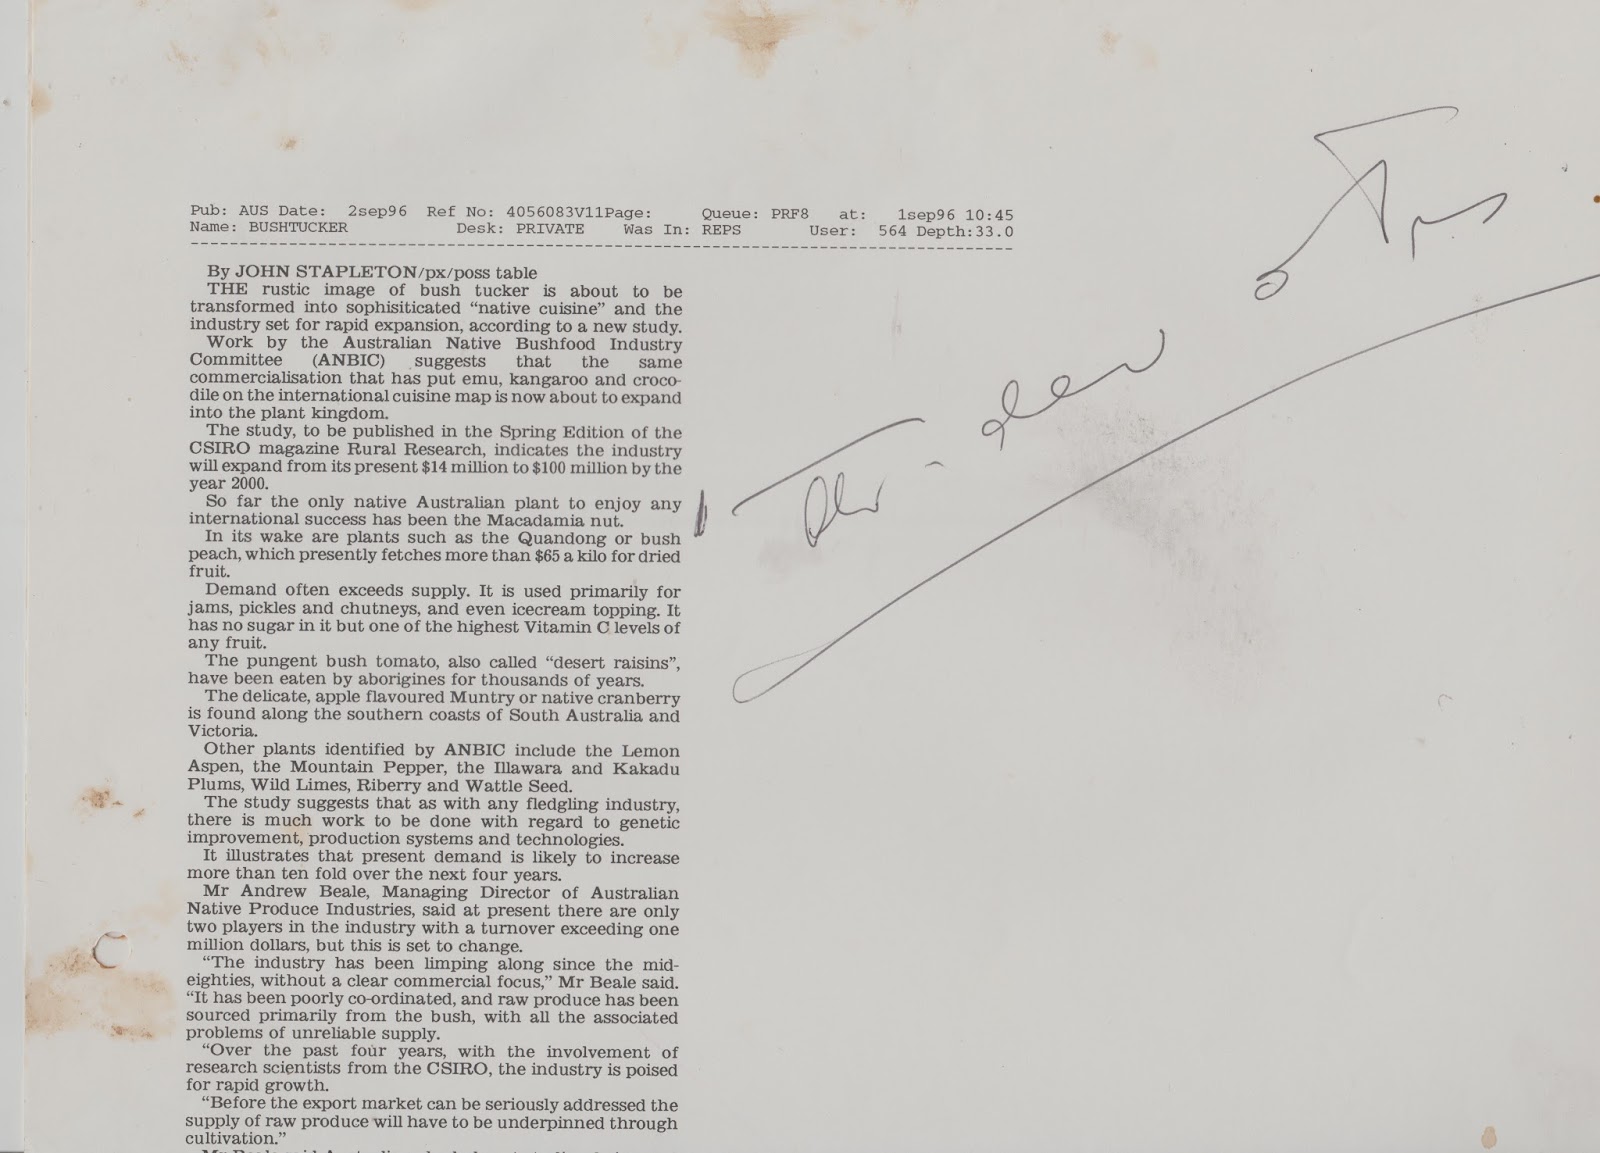 Pub: AUS Date:  2sep96  Ref No: 4056083V11Page:     Queue: PRF8   at:   1sep96 10:45
Name: BUSHTUCKER           Desk: PRIVATE    Was In: REPS       User:  564 Depth:33.0
By JOHN STAPLETON/px/poss table
THE rustic image of bush tucker is about to be
transformed into sophisiticated “native cuisine” and the
industry set for rapid expansion, according to a new study.
Work by the Australian Native Bushfood Industry
Committee (ANBIC) suggests that the same
commercialisation that has put emu, kangaroo and croco-
dile on the international cuisine map is now about to expand
into the plant kingdom.
The study, to be published in the Spring Edition of the
CSIRO magazine Rural Research, indicates the industry
will expand from its present $14 million to $100 million by the
year 2000.
So far the only native Australian plant to enjoy any
international success has been the Macadamia nut.
In its wake are plants such as the Quandong or bush
peach, which presently fetches more than $65 a kilo for dried
fruit.
Demand often exceeds supply. It is used primarily for
jams, pickles and chutneys, and even icecream topping. It
has no sugar in it but one of the highest Vitamin C levels of
any fruit.
The pungent bush tomato, also called “desert raisins”,
have been eaten by aborigines for thousands of years.
The delicate, apple flavoured Muntry or native cranberry
is found along the southern coasts of South Australia and
Victoria.
Other plants identified by ANBIC include the Lemon
Aspen, the Mountain Pepper, the Illawara and Kakadu
Plums, Wild Limes, Riberry and Wattle Seed.
The study suggests that as with any fledgling industry,
there is much work to be done with regard to genetic
improvement, production systems and technologies.
It illustrates that present demand is likely to increase
more than ten fold over the next four years.
Mr Andrew Beale, Managing Director of Australian
Native Produce Industries, said at present there are only
two players in the industry with a turnover exceeding one
million dollars, but this is set to change.
“The industry has been limping along since the mid-
eighties, without a clear commercial focus,” Mr Beale said.
“It has been poorly co-ordinated, and raw produce has been
sourced primarily from the bush, with all the associated
problems of unreliable supply.
“Over the past four years, with the involvement of
research scientists from the CSIRO, the industry is poised
for rapid growth.
“Before the export market can be seriously addressed the
supply of raw produce will have to be underpinned through
cultivation.”